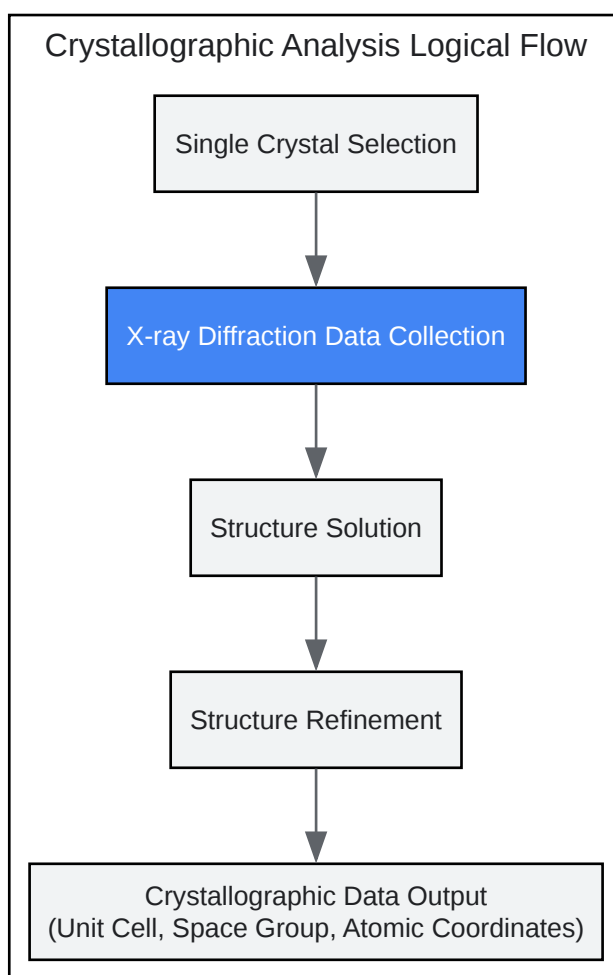 Crystallographic Analysis Logical Flow
Single Crystal Selection
X-ray Diffraction Data Collection
Structure Solution
Structure Refinement
Crystallographic Data Output
(Unit Cell, Space Group, Atomic Coordinates)